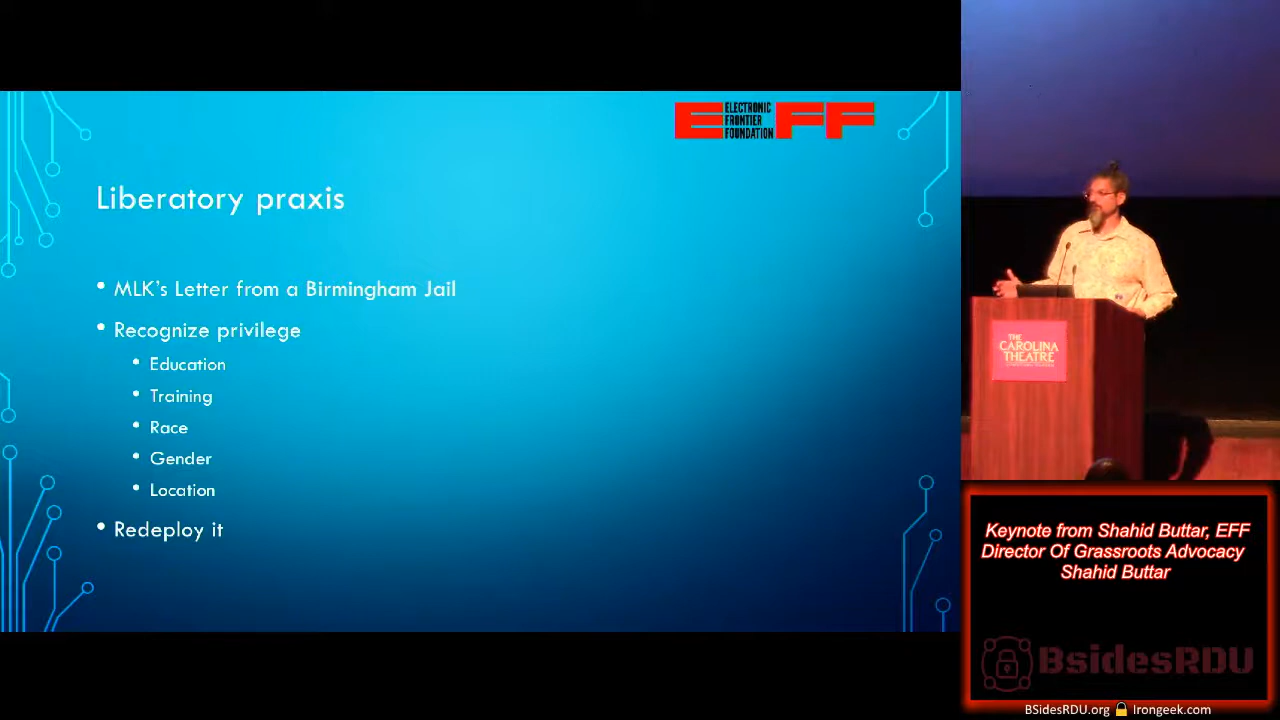 ELECTRONIC
FRONTIER
FOUNDATION
EFF
Liberatory praxis
• MLK's Letter from a Birmingham Jail
• Recognize privilege
• Education
• Training
• Race
• Gender
• Location
• Redeploy it
THE
CAROLINA
THEATRE
Keynote from Shahid Buttar, EFF
Director Of Grassroots Advocacy
Shahid Buttar
BsidesRDU
BSidesRDU.org Irongeek.com